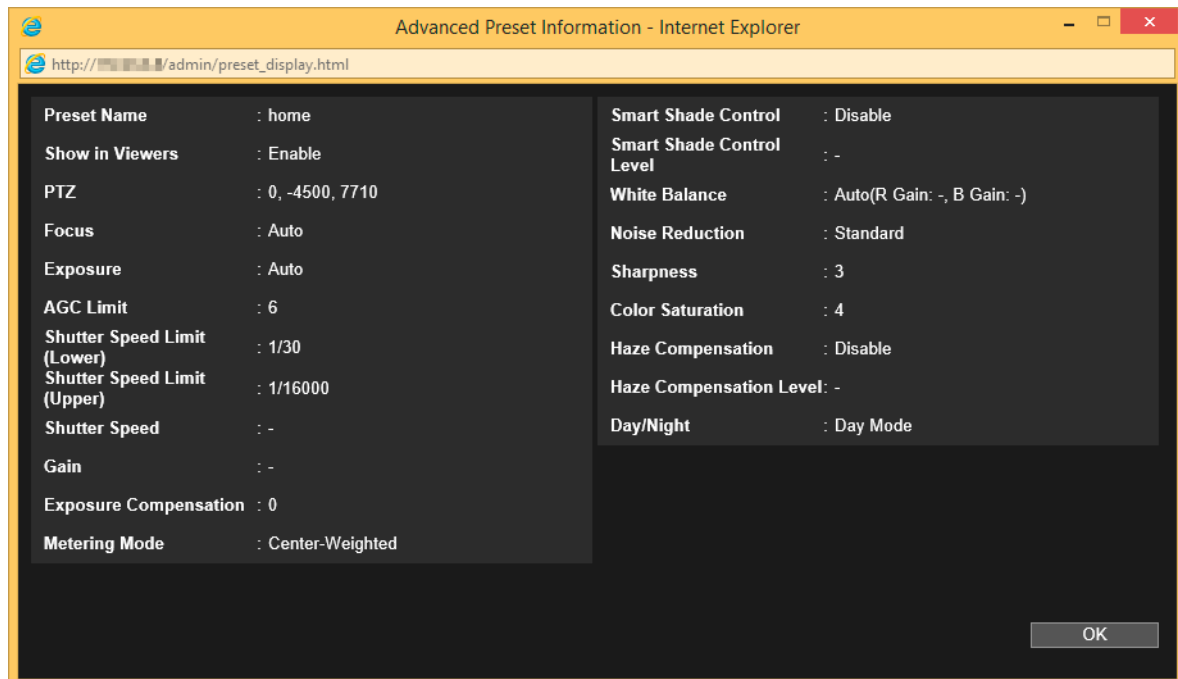 Advanced Preset Information - Internet Explorer
http:// /admin/preset_display.html
Preset Name : home
Show in Viewers : Enable
PTZ : 0, -4500, 7710
Focus : Auto
Exposure : Auto
AGC Limit : 6
Shutter Speed Limit
(Lower) : 1/30
Shutter Speed Limit
(Upper) : 1/16000
Shutter Speed : -
Gain : -
Exposure Compensation : 0
Metering Mode : Center-Weighted
Smart Shade Control : Disable
Smart Shade Control
Level : -
White Balance : Auto(R Gain: -, B Gain: -)
Noise Reduction : Standard
Sharpness : 3
Color Saturation : 4
Haze Compensation : Disable
Haze Compensation Level: -
Day/Night : Day Mode
OK